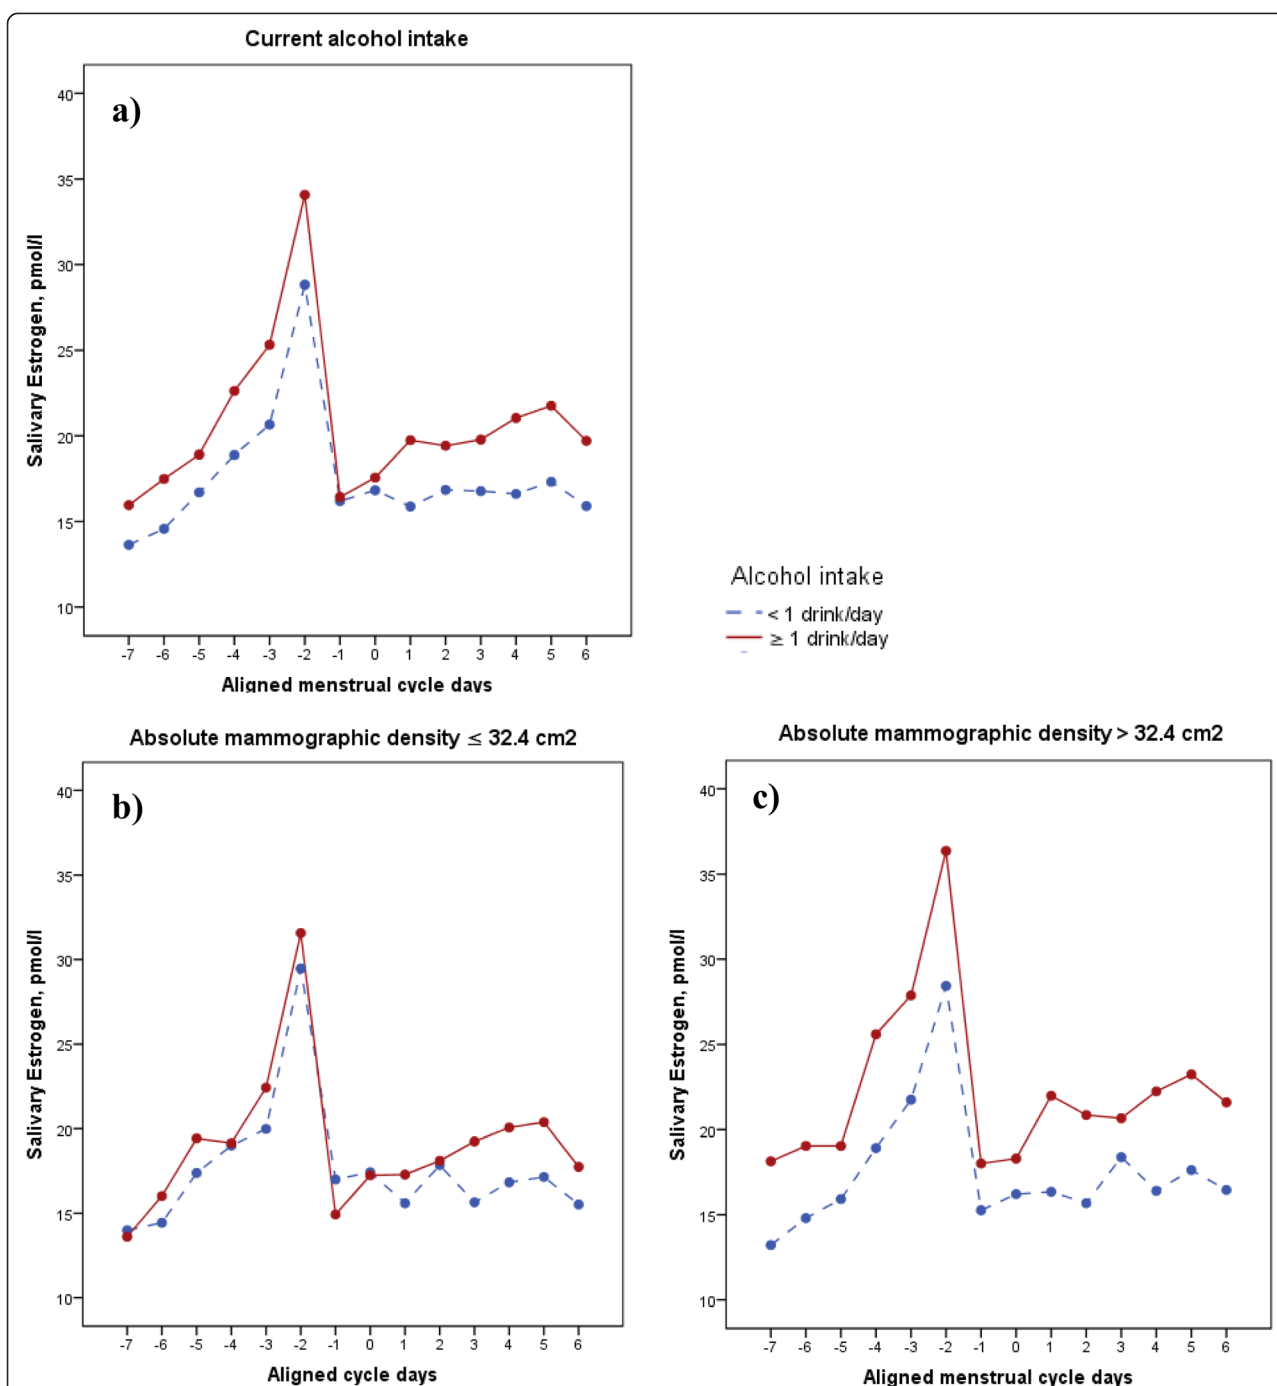 Current alcohol intake
a)
40
35
30
25
20
15
10
Salivary Estrogen, pmol/l
-7 -6 -5 -4 -3 -2 -1 0 1 2 3 4 5 6
Aligned menstrual cycle days
Alcohol intake
< 1 drink/day
≥ 1 drink/day
Absolute mammographic density ≤ 32.4 cm2
b)
40
35
30
25
20
15
10
Salivary Estrogen, pmol/l
-7 -6 -5 -4 -3 -2 -1 0 1 2 3 4 5 6
Aligned cycle days
Absolute mammographic density > 32.4 cm2
c)
40
35
30
25
20
15
10
Salivary Estrogen, pmol/l
-7 -6 -5 -4 -3 -2 -1 0 1 2 3 4 5 6
Aligned menstrual cycle days